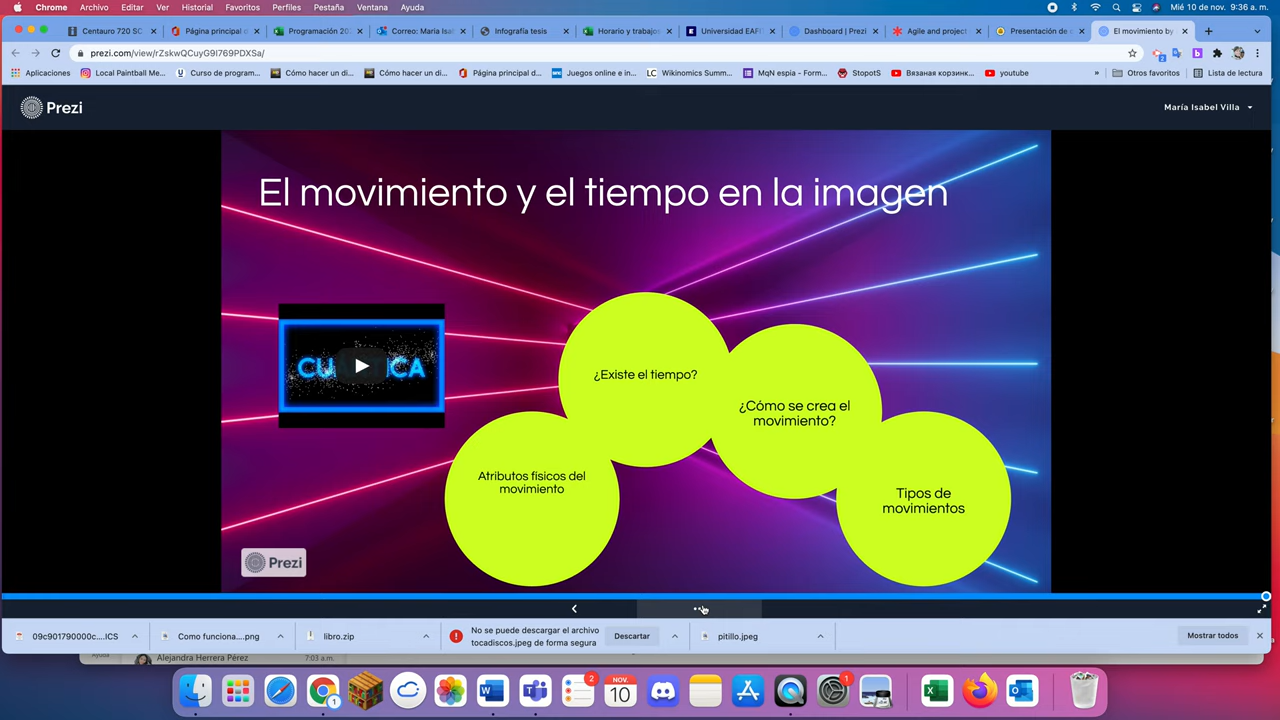 Chrome Archivo Editar Ver Historial Favoritos Perfiles Pestaña Ventana Ayuda
Mié 10 de nov. 9:36 a. m.
Centauro 720 SC
Página principal d
Programación 20
Correo: Maria Isa
Infografía tesis
Horario y trabajo
Universidad EAFI
Dashboard | Prezi
Agile and project
Presentación de
El movimiento by
prezi.com/view/rZskwQCuyG9I769PDXSa/
Aplicaciones
Local Paintball Me...
Curso de program...
Cómo hacer un di...
Cómo hacer un di...
Página principal d...
Juegos online e in...
Wikinomics Summ...
MqN espia - Form...
StopotS
Вязаная корзинк...
youtube
Otros favoritos
Lista de lectura
Prezi
María Isabel Villa
El movimiento y el tiempo en la imagen
¿Existe el tiempo?
¿Cómo se crea el
movimiento?
Atributos físicos del
movimiento
Tipos de
movimientos
Prezi
09c901790000c....ICS
Como funciona....png
libro.zip
No se puede descargar el archivo
tocadiscos.jpeg de forma segura
Descartar
pitillo.jpeg
Mostrar todos
Ayuda
Alejandra Herrera Pérez
7:03 a.m.
NOV.
10
2
1
1